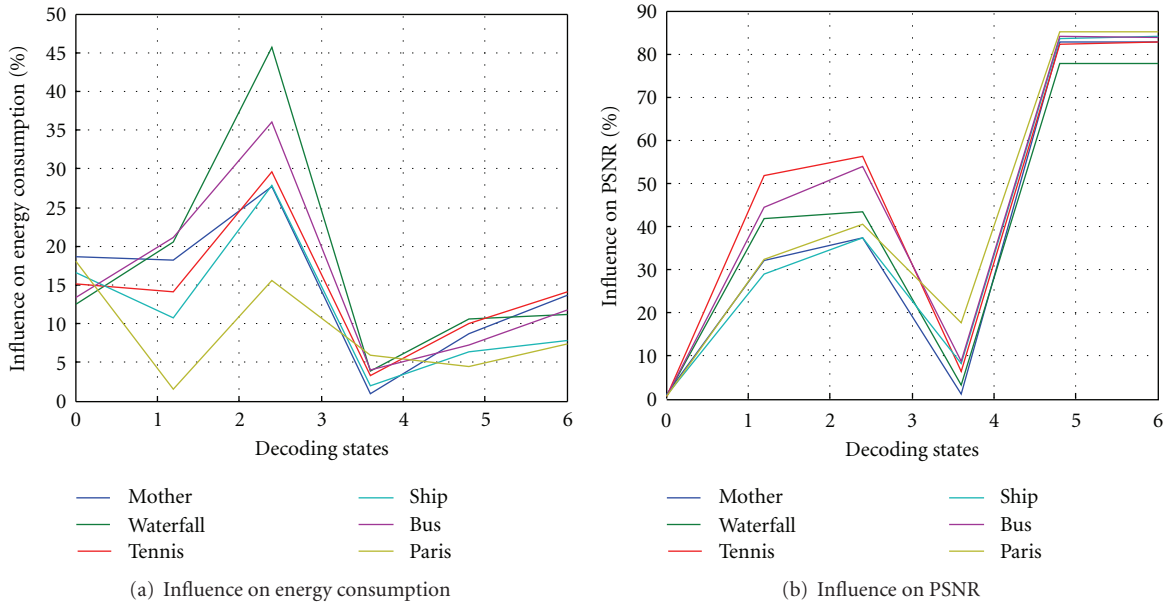 50
45
40
35
30
25
20
15
10
5
0
Influence on energy consumption (%)
0 1 2 3 4 5 6
Decoding states
Mother
Waterfall
Tennis
Ship
Bus
Paris
(a) Influence on energy consumption
90
80
70
60
50
40
30
20
10
0
Influence on PSNR (%)
0 1 2 3 4 5 6
Decoding states
Mother
Waterfall
Tennis
Ship
Bus
Paris
(b) Influence on PSNR